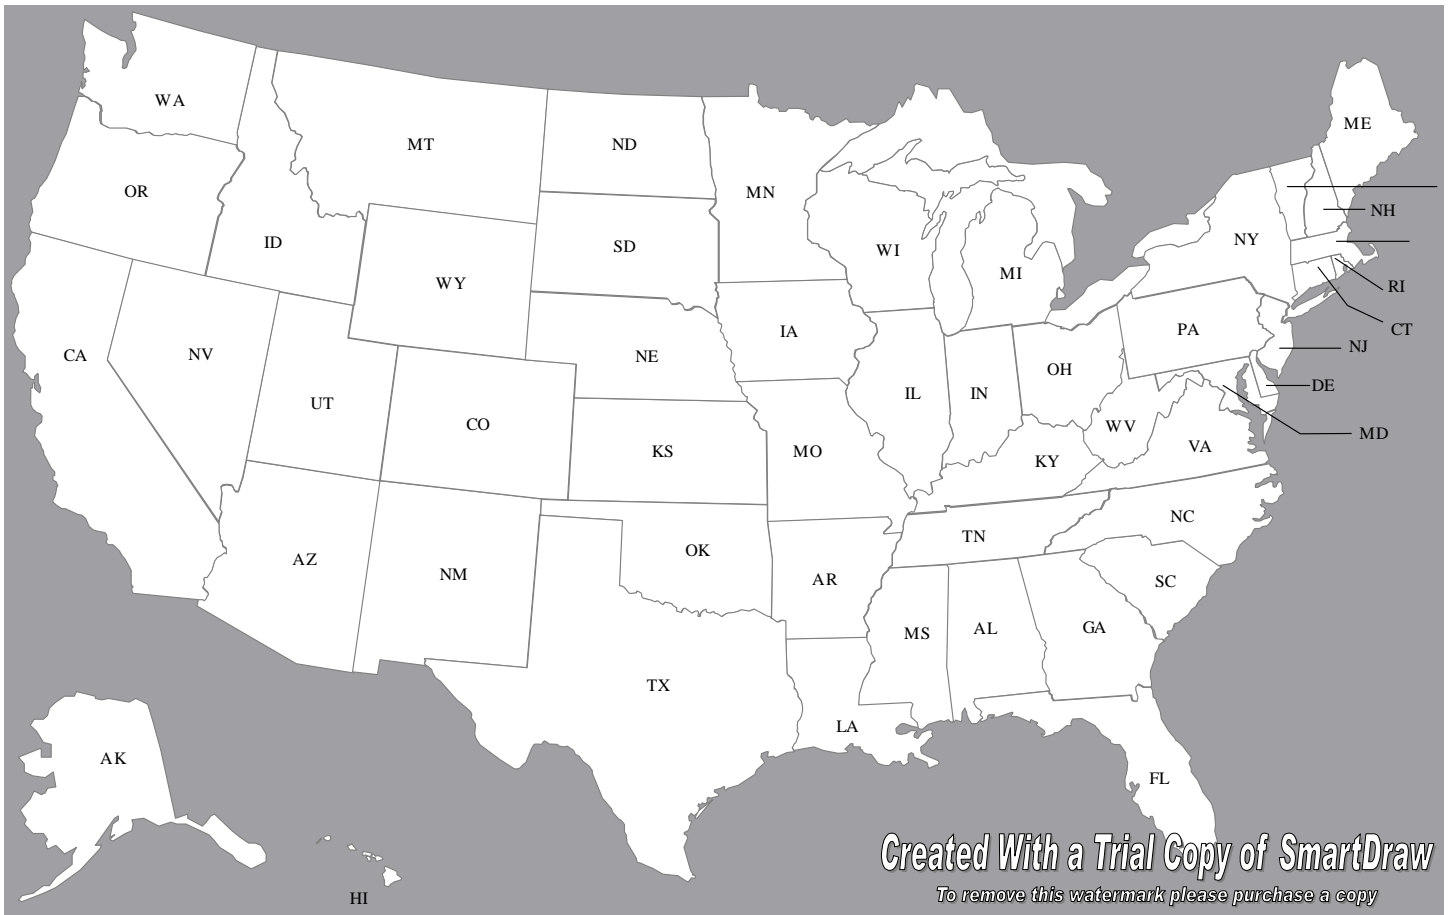 WA
MT
ND
ME
OR
MN
NH
ID
SD
WI
NY
MI
WY
RI
IA
PA
CT
CA
NV
NE
NJ
OH
UT
IL
IN
DE
CO
WV
MD
KS
MO
KY
VA
NC
TN
AZ
OK
NM
AR
SC
MS
AL
GA
TX
LA
AK
FL
HI
Created With a Trial Copy of SmartDraw
To remove this watermark please purchase a copy